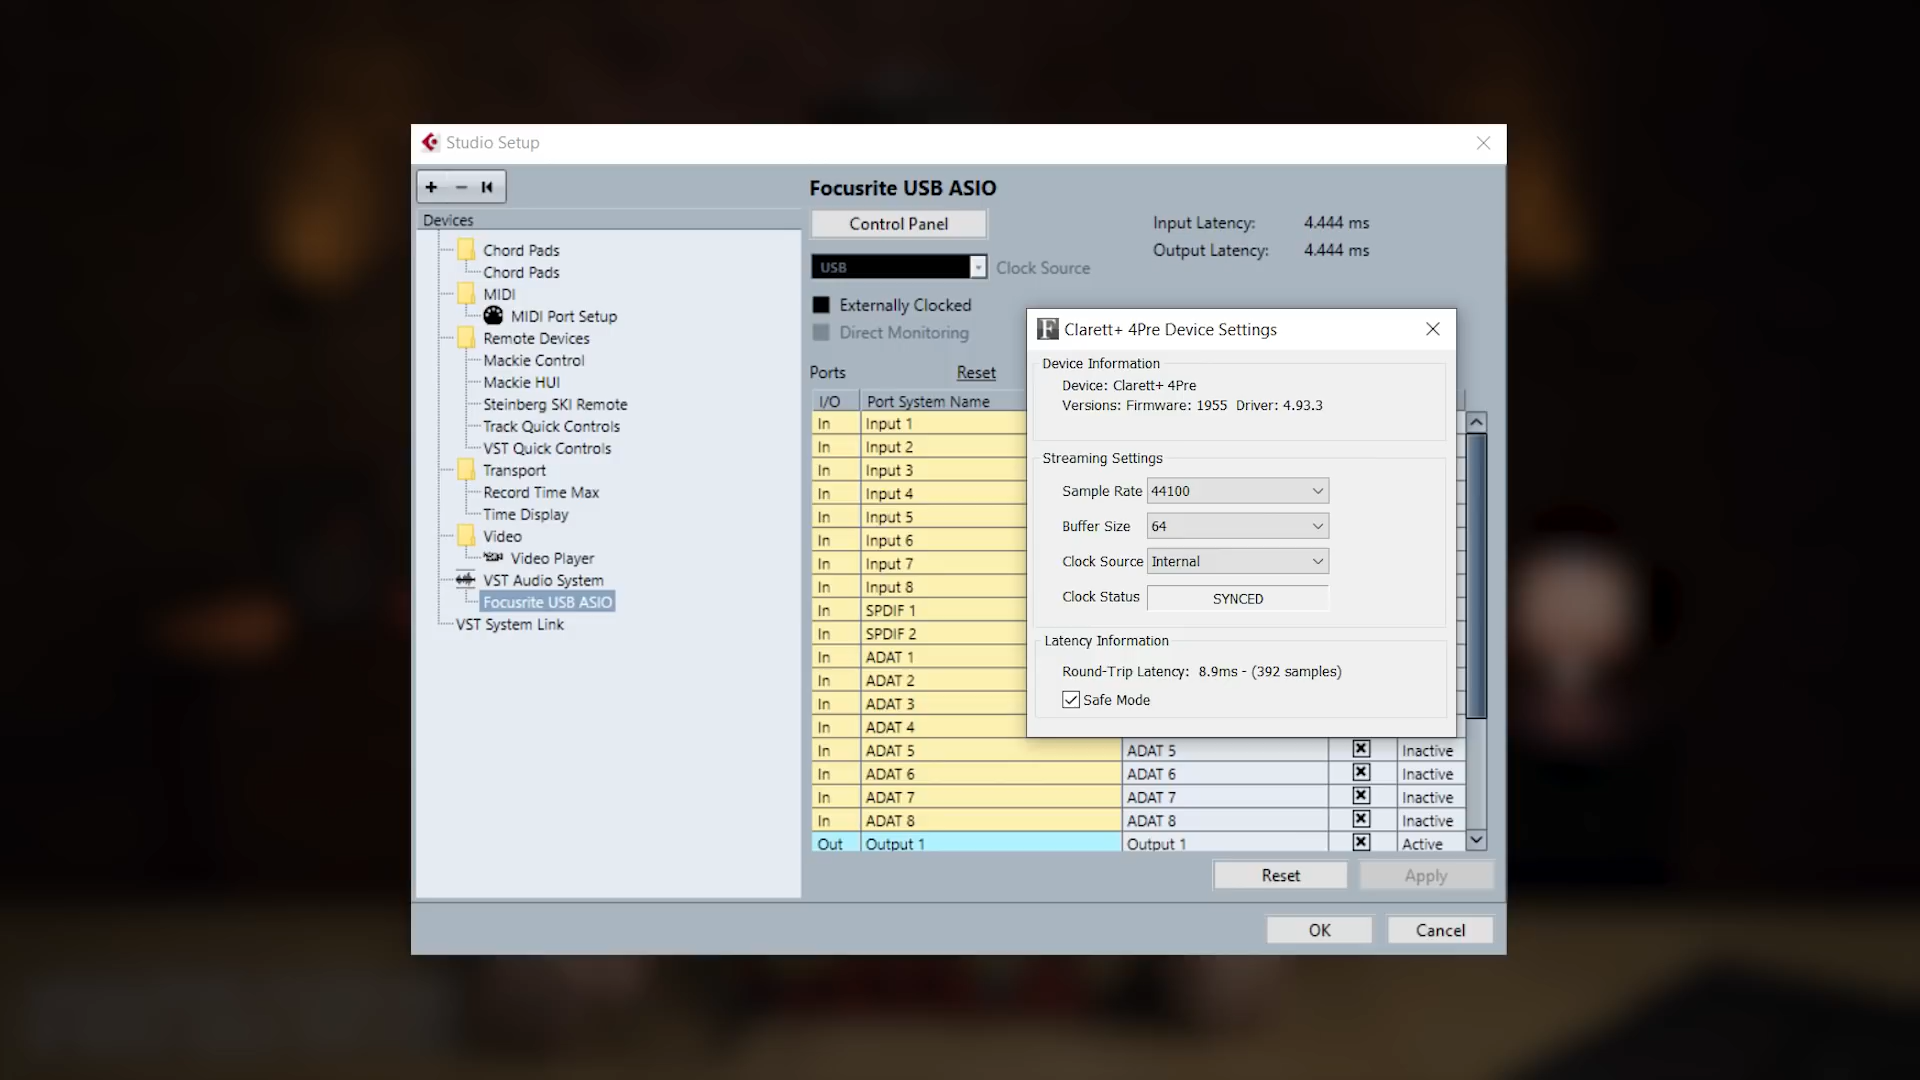 Studio Setup
Devices
Chord Pads
Chord Pads
MIDI
MIDI Port Setup
Remote Devices
Mackie Control
Mackie HUI
Steinberg SKI Remote
Track Quick Controls
VST Quick Controls
Transport
Record Time Max
Time Display
Video
Video Player
VST Audio System
Focusrite USB ASIO
VST System Link
Focusrite USB ASIO
Control Panel
Input Latency: 4.444 ms
Output Latency: 4.444 ms
USB Clock Source
Externally Clocked
Direct Monitoring
Ports Reset
I/O Port System Name
In Input 1
In Input 2
In Input 3
In Input 4
In Input 5
In Input 6
In Input 7
In Input 8
In SPDIF 1
In SPDIF 2
In ADAT 1
In ADAT 2
In ADAT 3
In ADAT 4
In ADAT 5 ADAT 5 Inactive
In ADAT 6 ADAT 6 Inactive
In ADAT 7 ADAT 7 Inactive
In ADAT 8 ADAT 8 Inactive
Out Output 1 Output 1 Active
Reset Apply
OK Cancel
F Clarett+ 4Pre Device Settings
Device Information
Device: Clarett+ 4Pre
Versions: Firmware: 1955 Driver: 4.93.3
Streaming Settings
Sample Rate 44100
Buffer Size 64
Clock Source Internal
Clock Status SYNCED
Latency Information
Round-Trip Latency: 8.9ms - (392 samples)
Safe Mode